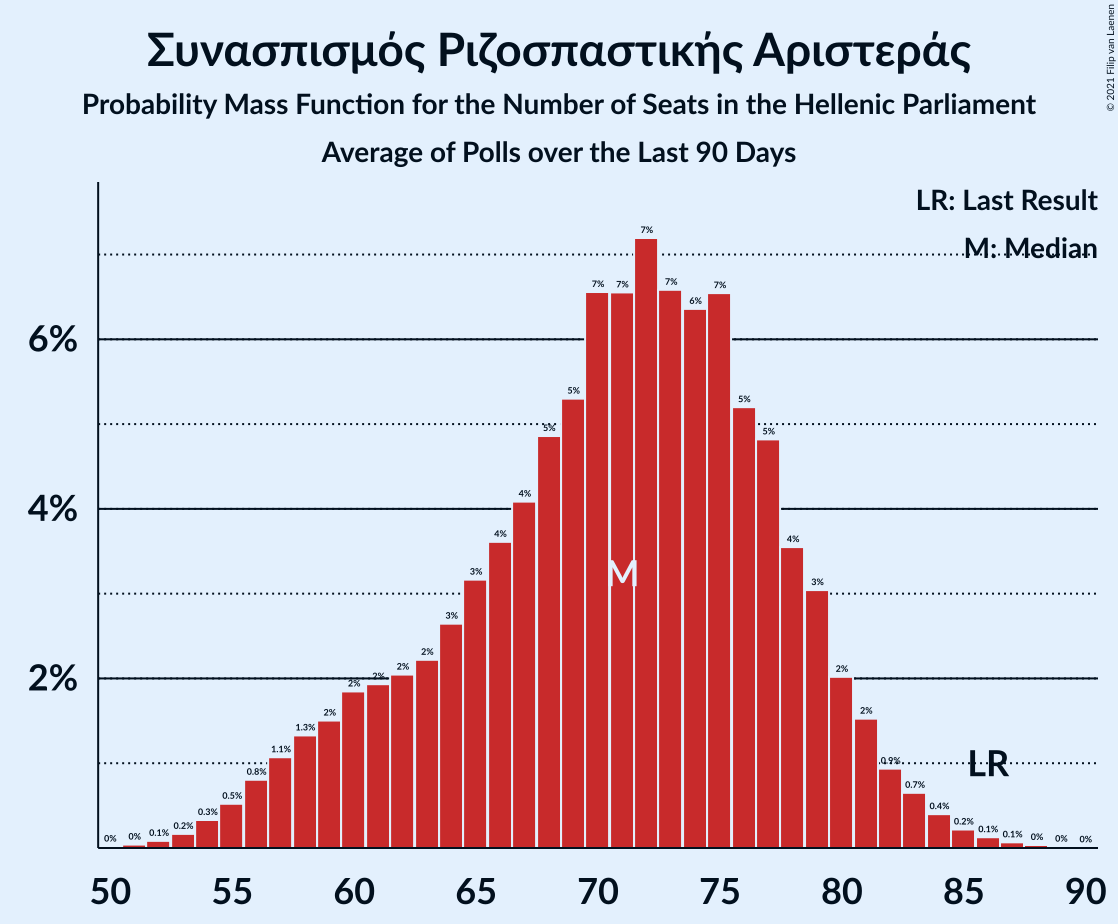 Συνασπισμός Ριζοσπαστικής Αριστεράς
Probability Mass Function for the Number of Seats in the Hellenic Parliament
Average of Polls over the Last 90 Days
© 2021 Filip van Laenen
LR: Last Result
M: Median
6%
4%
2%
0% 0% 0.1% 0.2% 0.3% 0.5% 0.8% 1.1% 1.3% 2% 2% 2% 2% 2% 3% 3% 4% 4% 5% 5% 7% 7% 7% 7% 6% 7% 5% 5% 4% 3% 2% 2% 0.9% 0.7% 0.4% 0.2% 0.1% 0.1% 0% 0% 0%
M
LR
50 55 60 65 70 75 80 85 90